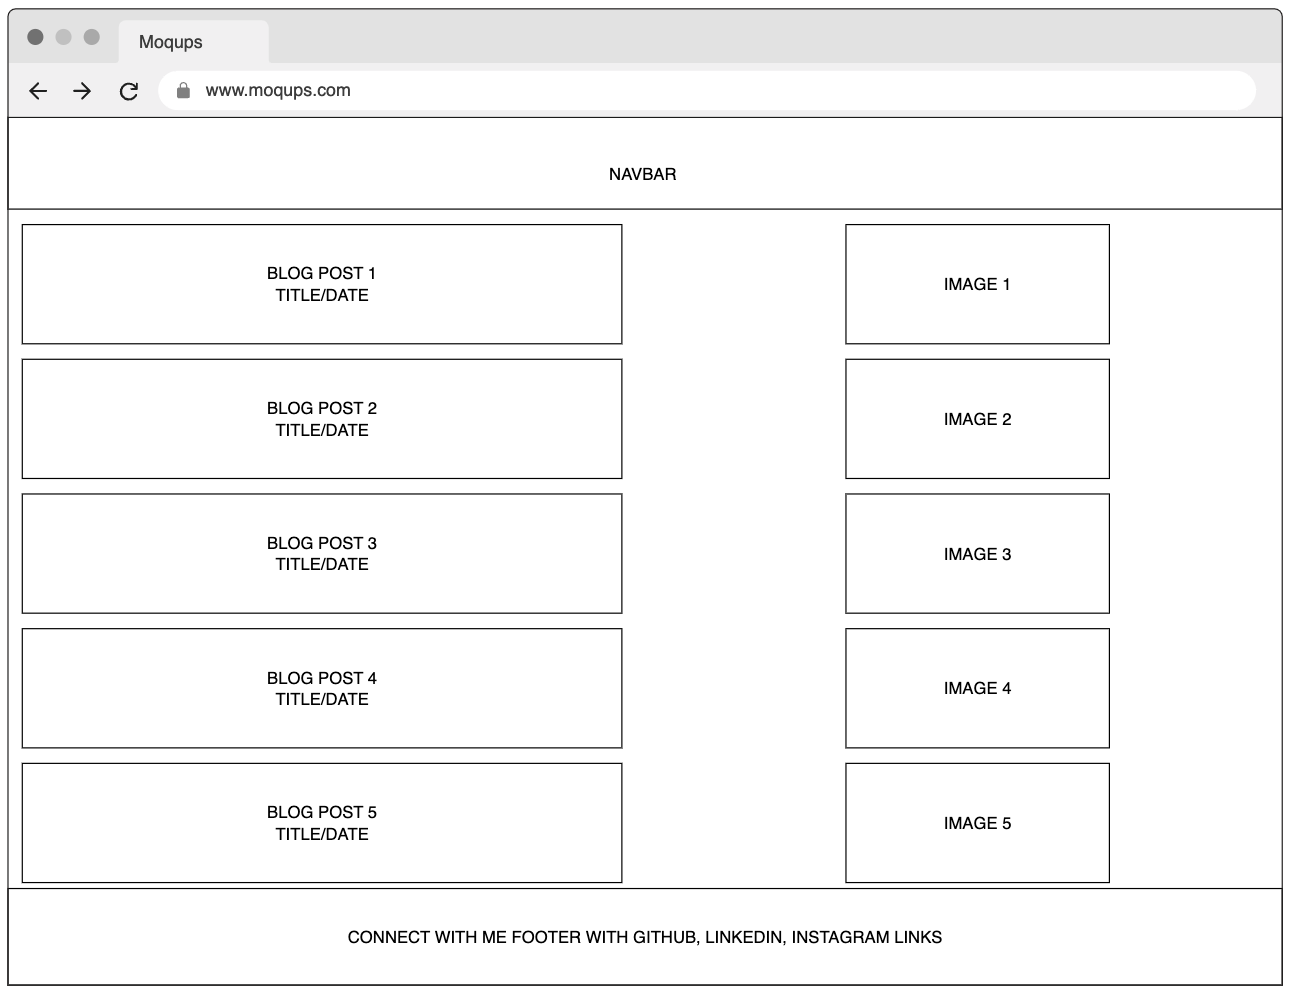 Moqups
www.moqups.com
NAVBAR
BLOG POST 1
TITLE/DATE
IMAGE 1
BLOG POST 2
TITLE/DATE
IMAGE 2
BLOG POST 3
TITLE/DATE
IMAGE 3
BLOG POST 4
TITLE/DATE
IMAGE 4
BLOG POST 5
TITLE/DATE
IMAGE 5
CONNECT WITH ME FOOTER WITH GITHUB, LINKEDIN, INSTAGRAM LINKS